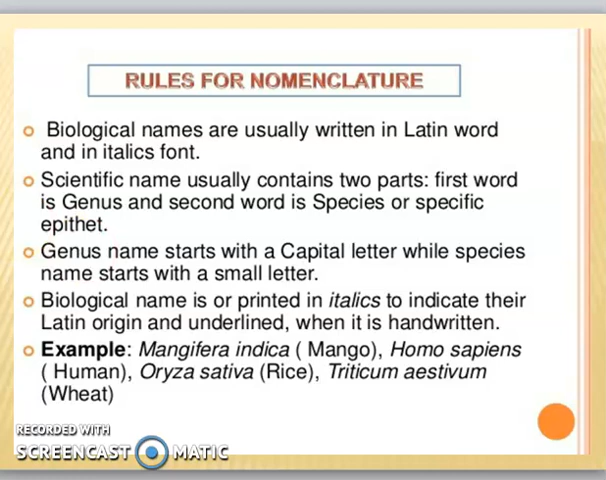 RULES FOR NOMENCLATURE
Biological names are usually written in Latin word
and in italics font.
Scientific name usually contains two parts: first word
is Genus and second word is Species or specific
epithet.
Genus name starts with a Capital letter while species
name starts with a small letter.
Biological name is or printed in italics to indicate their
Latin origin and underlined, when it is handwritten.
Example: Mangifera indica ( Mango), Homo sapiens
( Human), Oryza sativa (Rice), Triticum aestivum
(Wheat)
RECORDED WITH
SCREENCAST MATIC